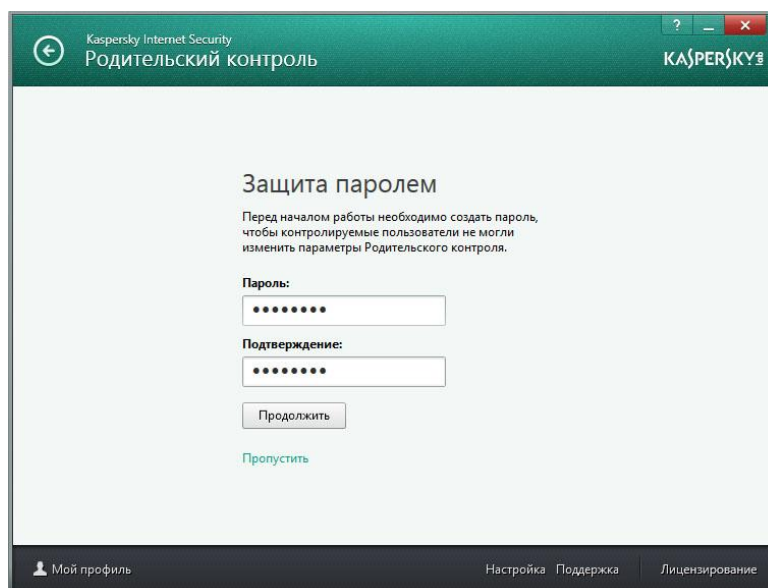 ?
Kaspersky Internet Security
Родительский контроль
KASPERSKY LAB
Защита паролем
Перед началом работы необходимо создать пароль,
чтобы контролируемые пользователи не могли
изменить параметры Родительского контроля.
Пароль:
••••••••
Подтверждение:
••••••••
Продолжить
Пропустить
Мой профиль
Настройка Поддержка Лицензирование